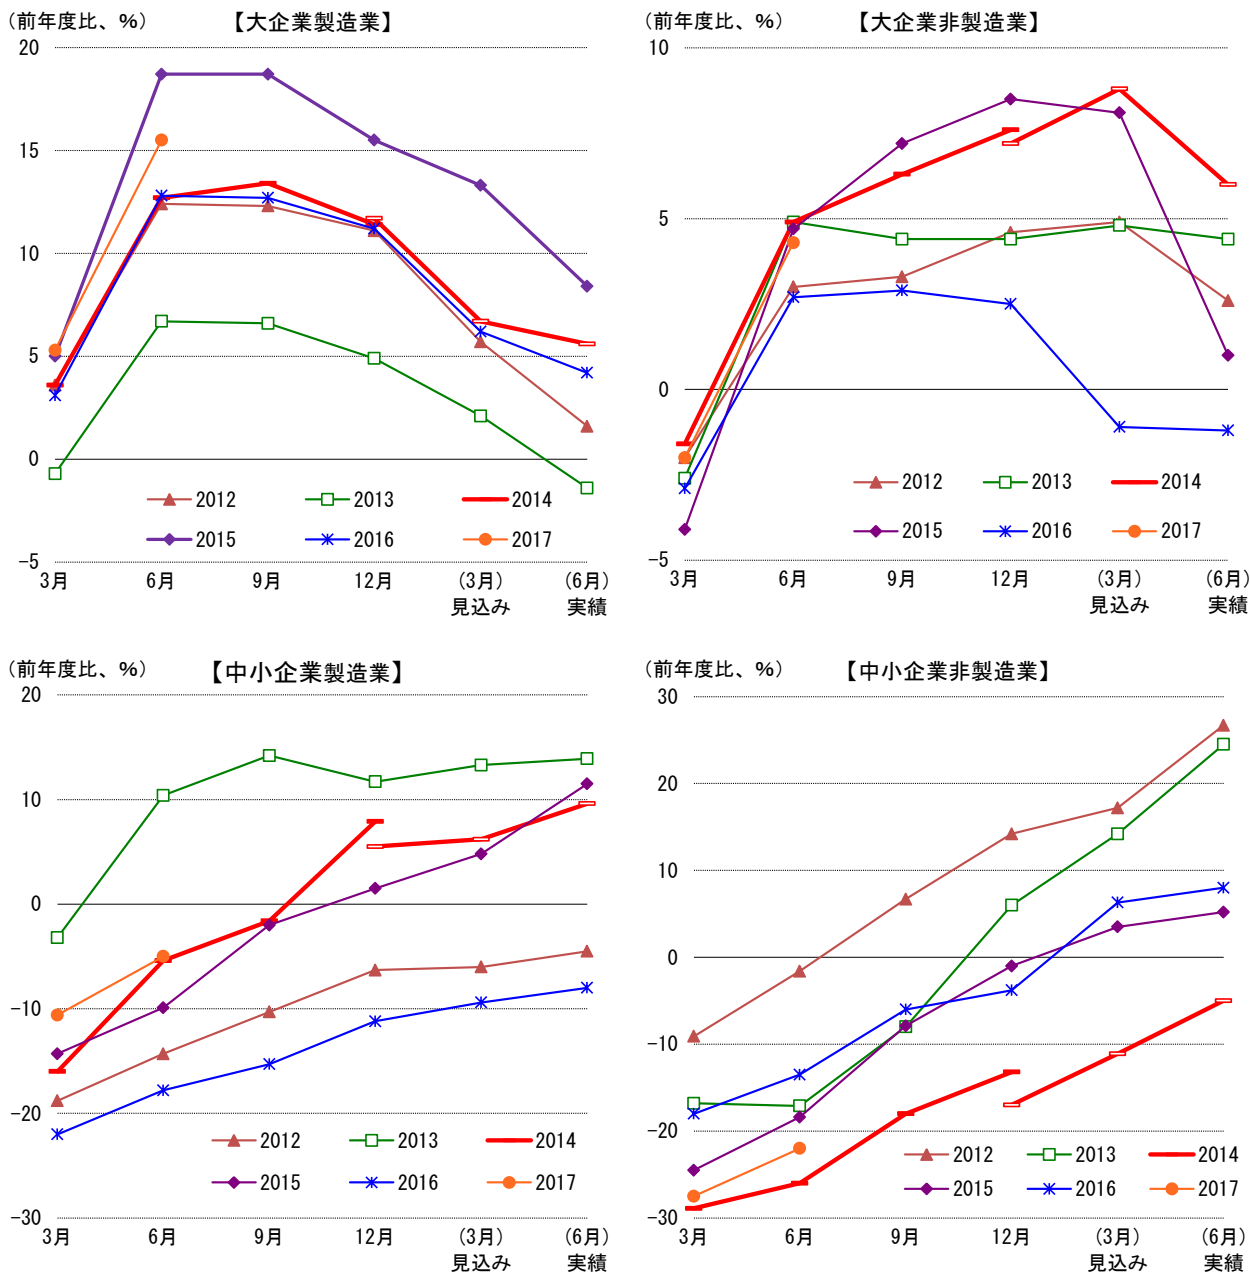 (前年度比、%)
【大企業製造業】
20
15
10
5
0
-5
2012
2013
2014
2015
2016
2017
3月
6月
9月
12月
(3月)
見込み
(6月)
実績
(前年度比、%)
【大企業非製造業】
10
5
0
-5
2012
2013
2014
2015
2016
2017
3月
6月
9月
12月
(3月)
見込み
(6月)
実績
(前年度比、%)
【中小企業製造業】
20
10
0
-10
-20
-30
2012
2013
2014
2015
2016
2017
3月
6月
9月
12月
(3月)
見込み
(6月)
実績
(前年度比、%)
【中小企業非製造業】
30
20
10
0
-10
-20
-30
2012
2013
2014
2015
2016
2017
3月
6月
9月
12月
(3月)
見込み
(6月)
実績